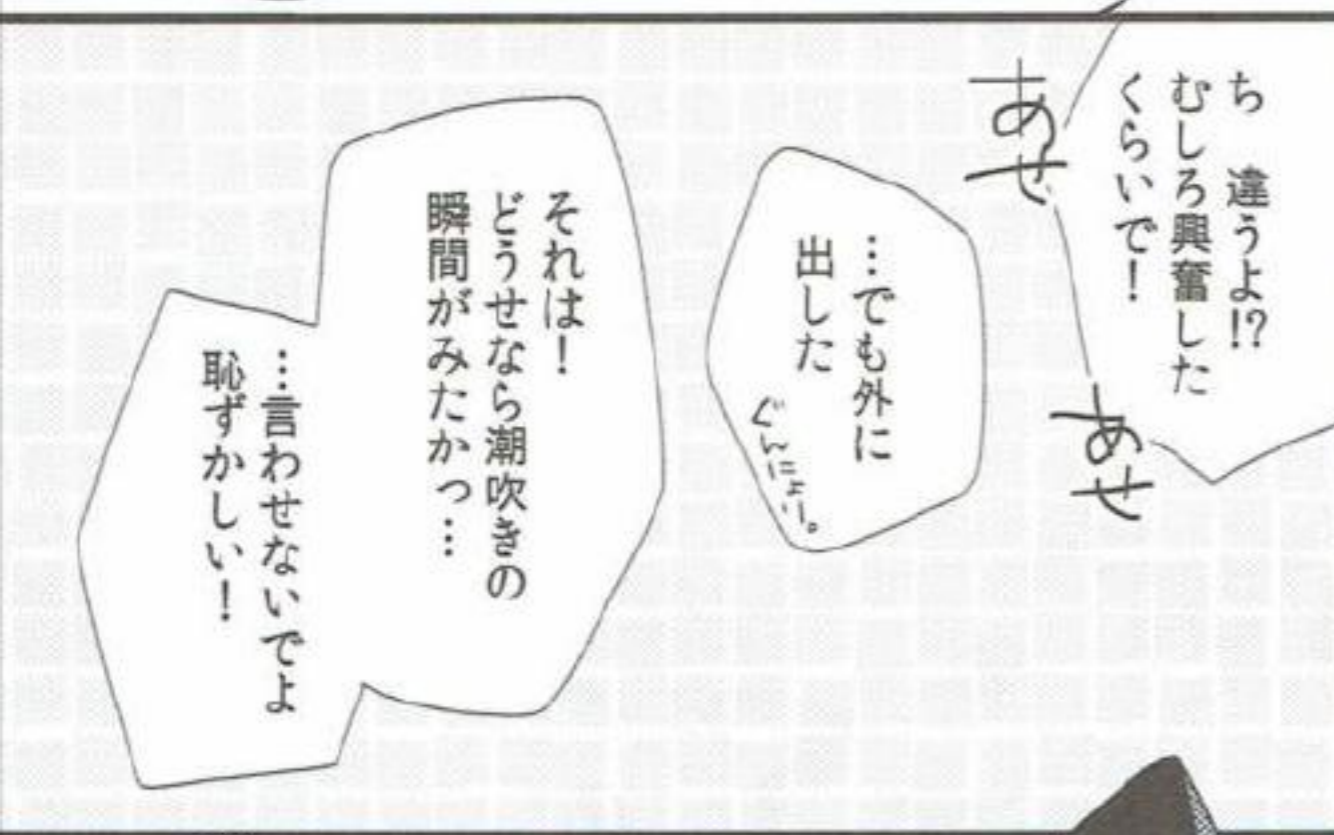 ち 違うよ!?
むしろ興奮した
くらいで!
あせ
あせ
…でも外に
出した
ぐんにょり。
それは!
どうせなら潮吹きの
瞬間がみたかっ…
…言わせないでよ
恥ずかしい!